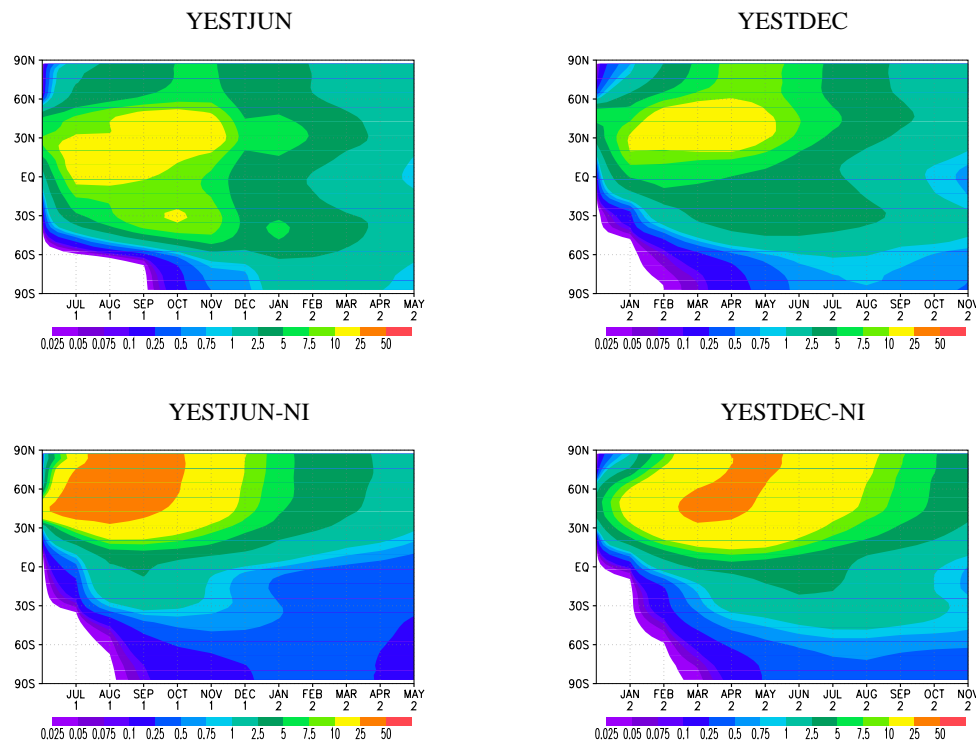 YESTJUN YESTDEC
90N 90N
60N 60N
30N 30N
EQ EQ
30S 30S
60S 60S
90S 90S
JUL AUG SEP OCT NOV DEC JAN FEB MAR APR MAY JAN FEB MAR APR MAY JUN JUL AUG SEP OCT NOV
1 1 1 1 1 1 2 2 2 2 2 2 2 2 2 2 2 2 2 2 2 2
0.025 0.05 0.075 0.1 0.25 0.5 0.75 1 2.5 5 7.5 10 25 50 0.025 0.05 0.075 0.1 0.25 0.5 0.75 1 2.5 5 7.5 10 25 50
YESTJUN-NI YESTDEC-NI
90N 90N
60N 60N
30N 30N
EQ EQ
30S 30S
60S 60S
90S 90S
JUL AUG SEP OCT NOV DEC JAN FEB MAR APR MAY JAN FEB MAR APR MAY JUN JUL AUG SEP OCT NOV
1 1 1 1 1 1 2 2 2 2 2 2 2 2 2 2 2 2 2 2 2 2
0.025 0.05 0.075 0.1 0.25 0.5 0.75 1 2.5 5 7.5 10 25 50 0.025 0.05 0.075 0.1 0.25 0.5 0.75 1 2.5 5 7.5 10 25 50